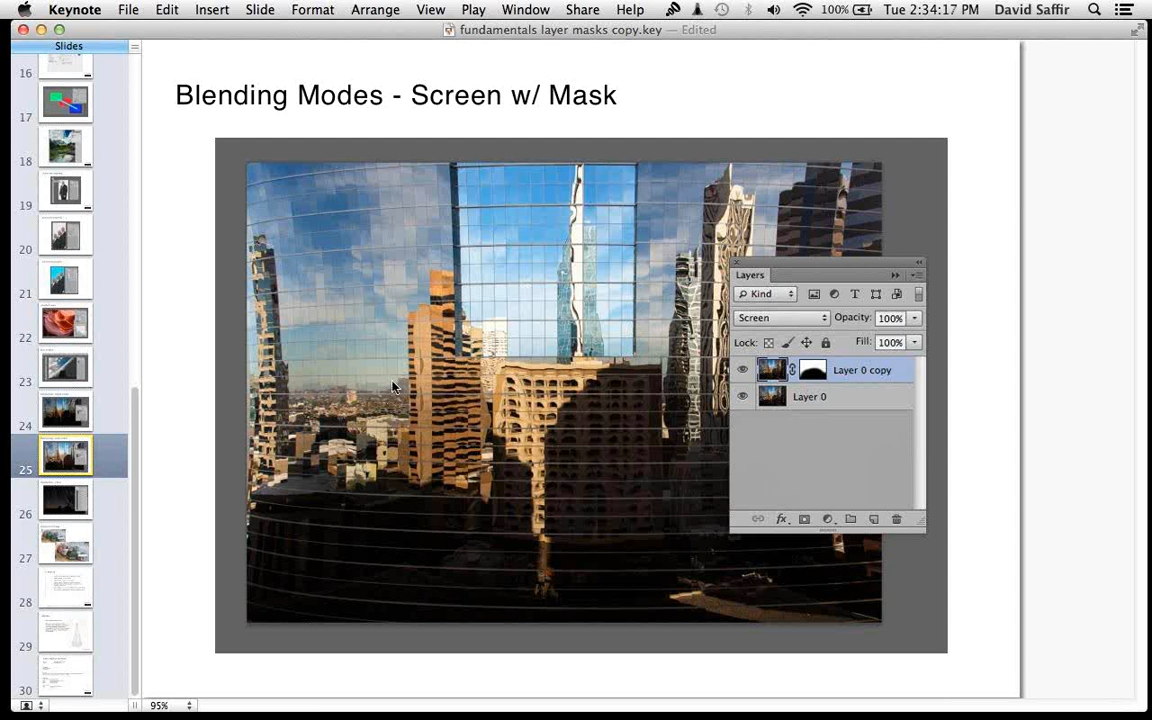 Keynote File Edit Insert Slide Format Arrange View Play Window Share Help 100% Tue 2:34:17 PM David Saffir
fundamentals layer masks copy.key — Edited
Slides
16
17
18
19
20
21
22
23
24
25
26
27
28
29
30
Blending Modes - Screen w/ Mask
Layers
Kind
Screen Opacity: 100%
Lock: Fill: 100%
Layer 0 copy
Layer 0
fx
95%